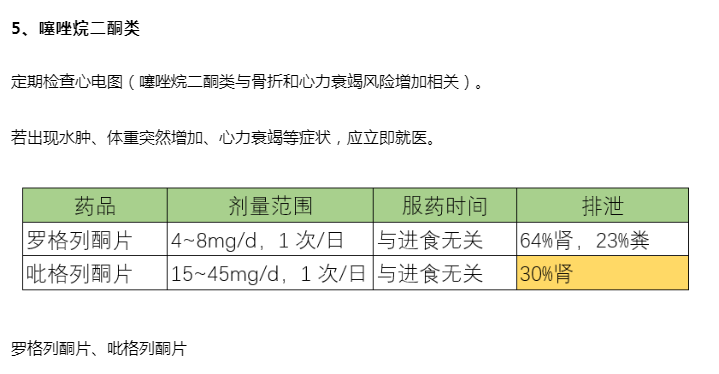 5、噻唑烷二酮类
定期检查心电图（噻唑烷二酮类与骨折和心力衰竭风险增加相关）。
若出现水肿、体重突然增加、心力衰竭等症状，应立即就医。
药品 剂量范围 服药时间 排泄
罗格列酮片 4~8mg/d，1 次/日 与进食无关 64%肾，23%粪
吡格列酮片 15~45mg/d，1 次/日 与进食无关 30%肾
罗格列酮片、吡格列酮片